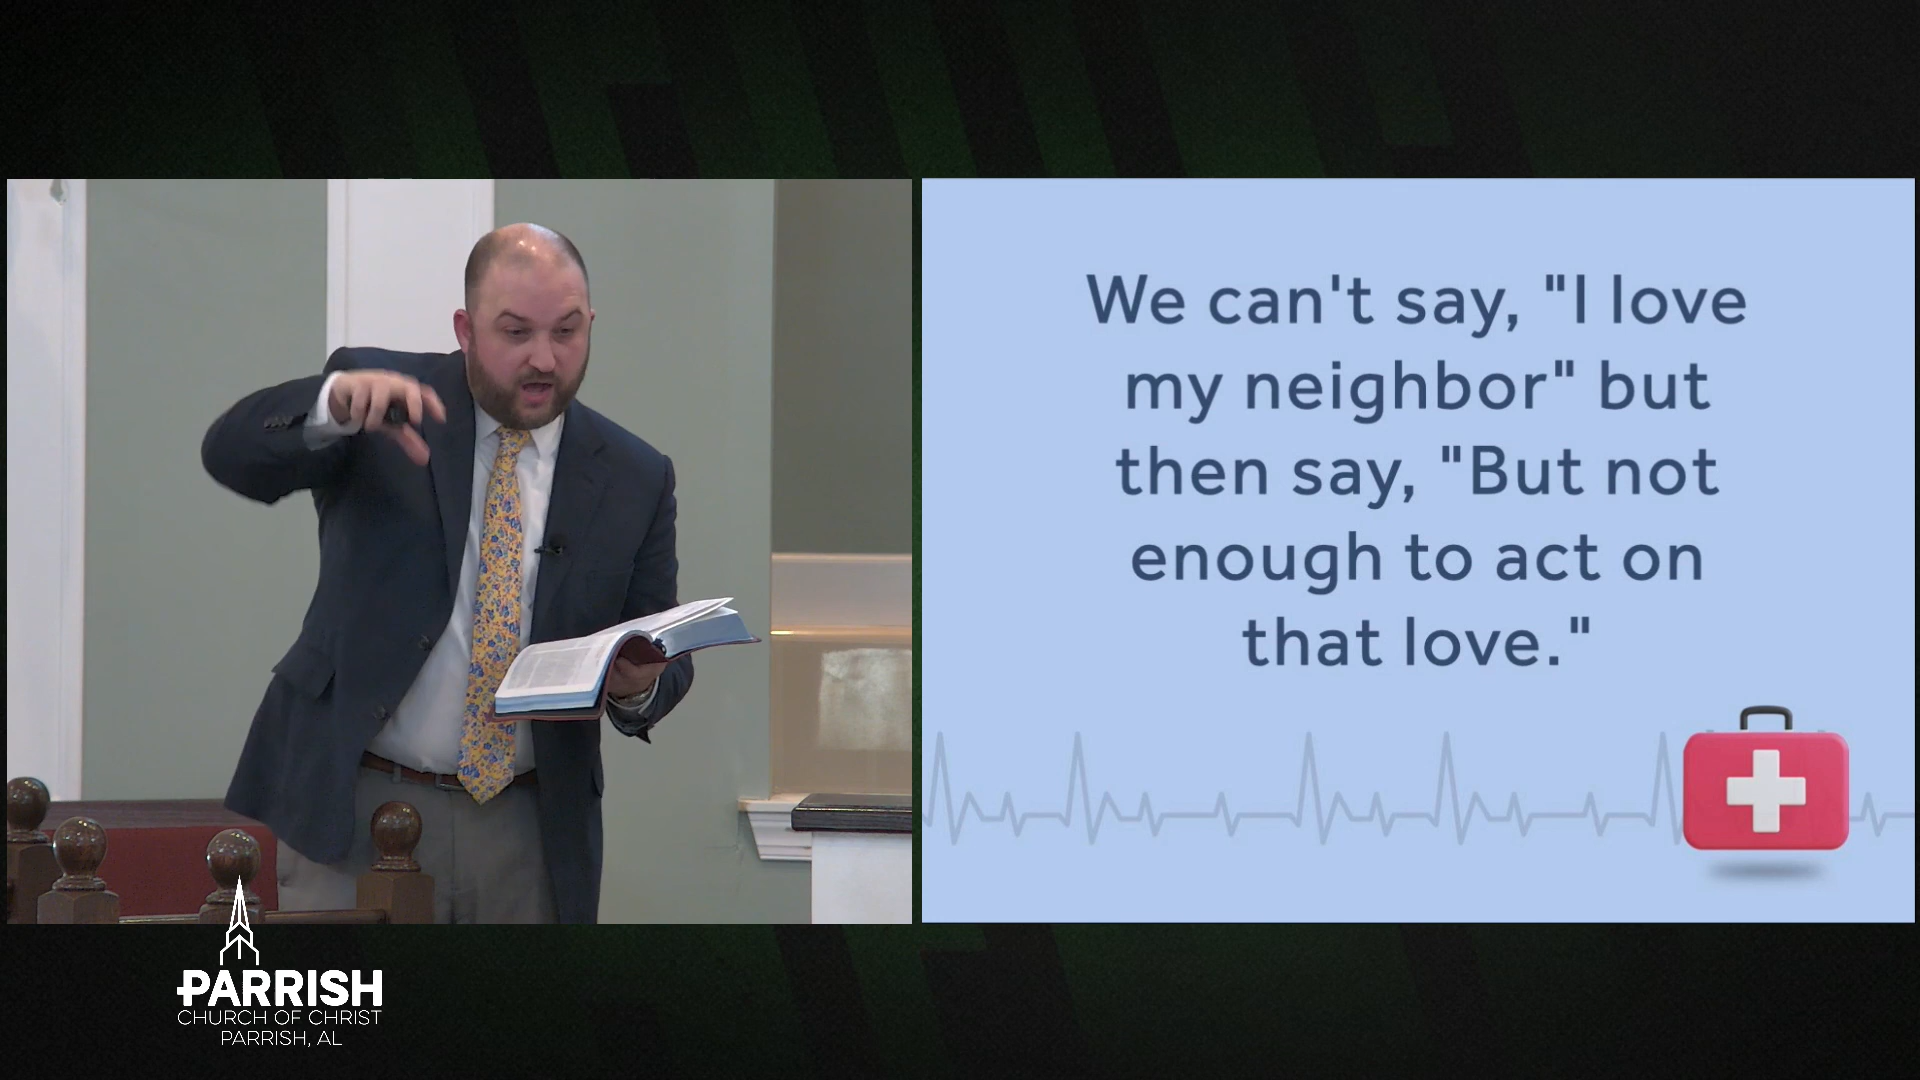 We can't say, "I love
my neighbor" but
then say, "But not
enough to act on
that love."
PARRISH
CHURCH OF CHRIST
PARRISH, AL